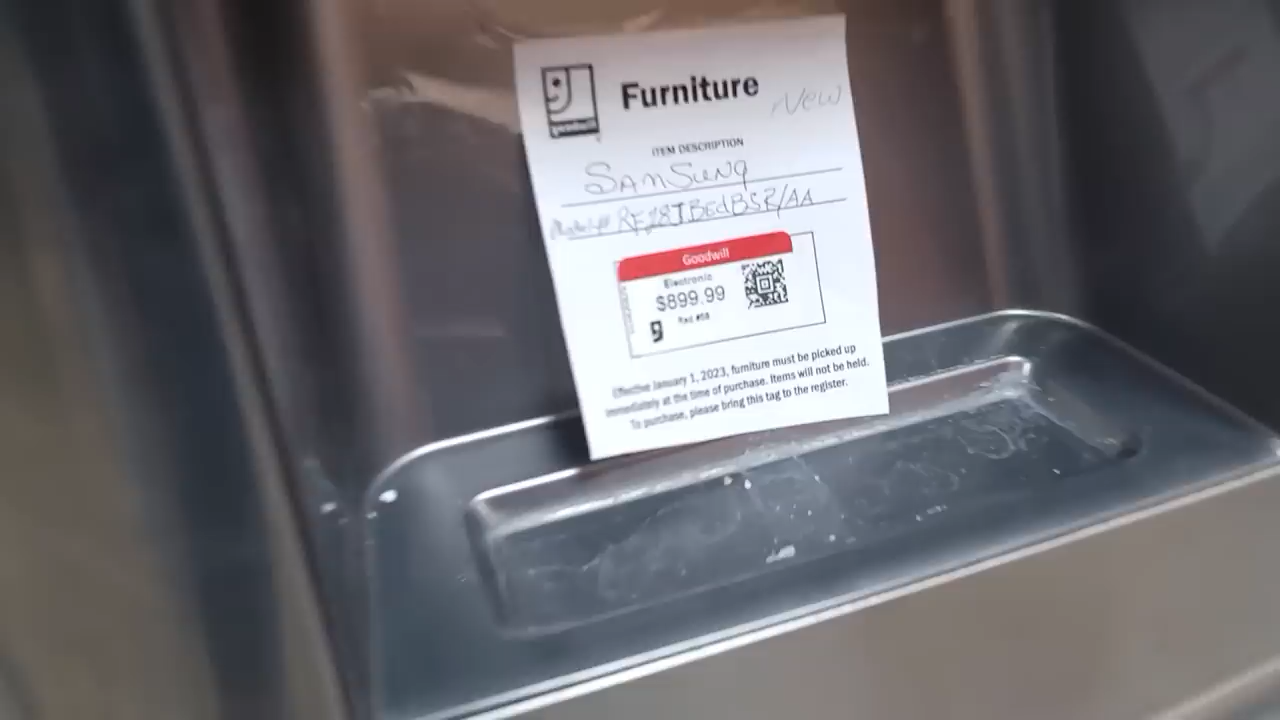 goodwill
Furniture
New
ITEM DESCRIPTION
SAMSUNG
Model# RF28TBEdBSR/AA
Goodwill
Electronic
$899.99
g
Effective January 1, 2023, furniture must be picked up
immediately at the time of purchase. Items will not be held.
To purchase, please bring this tag to the register.